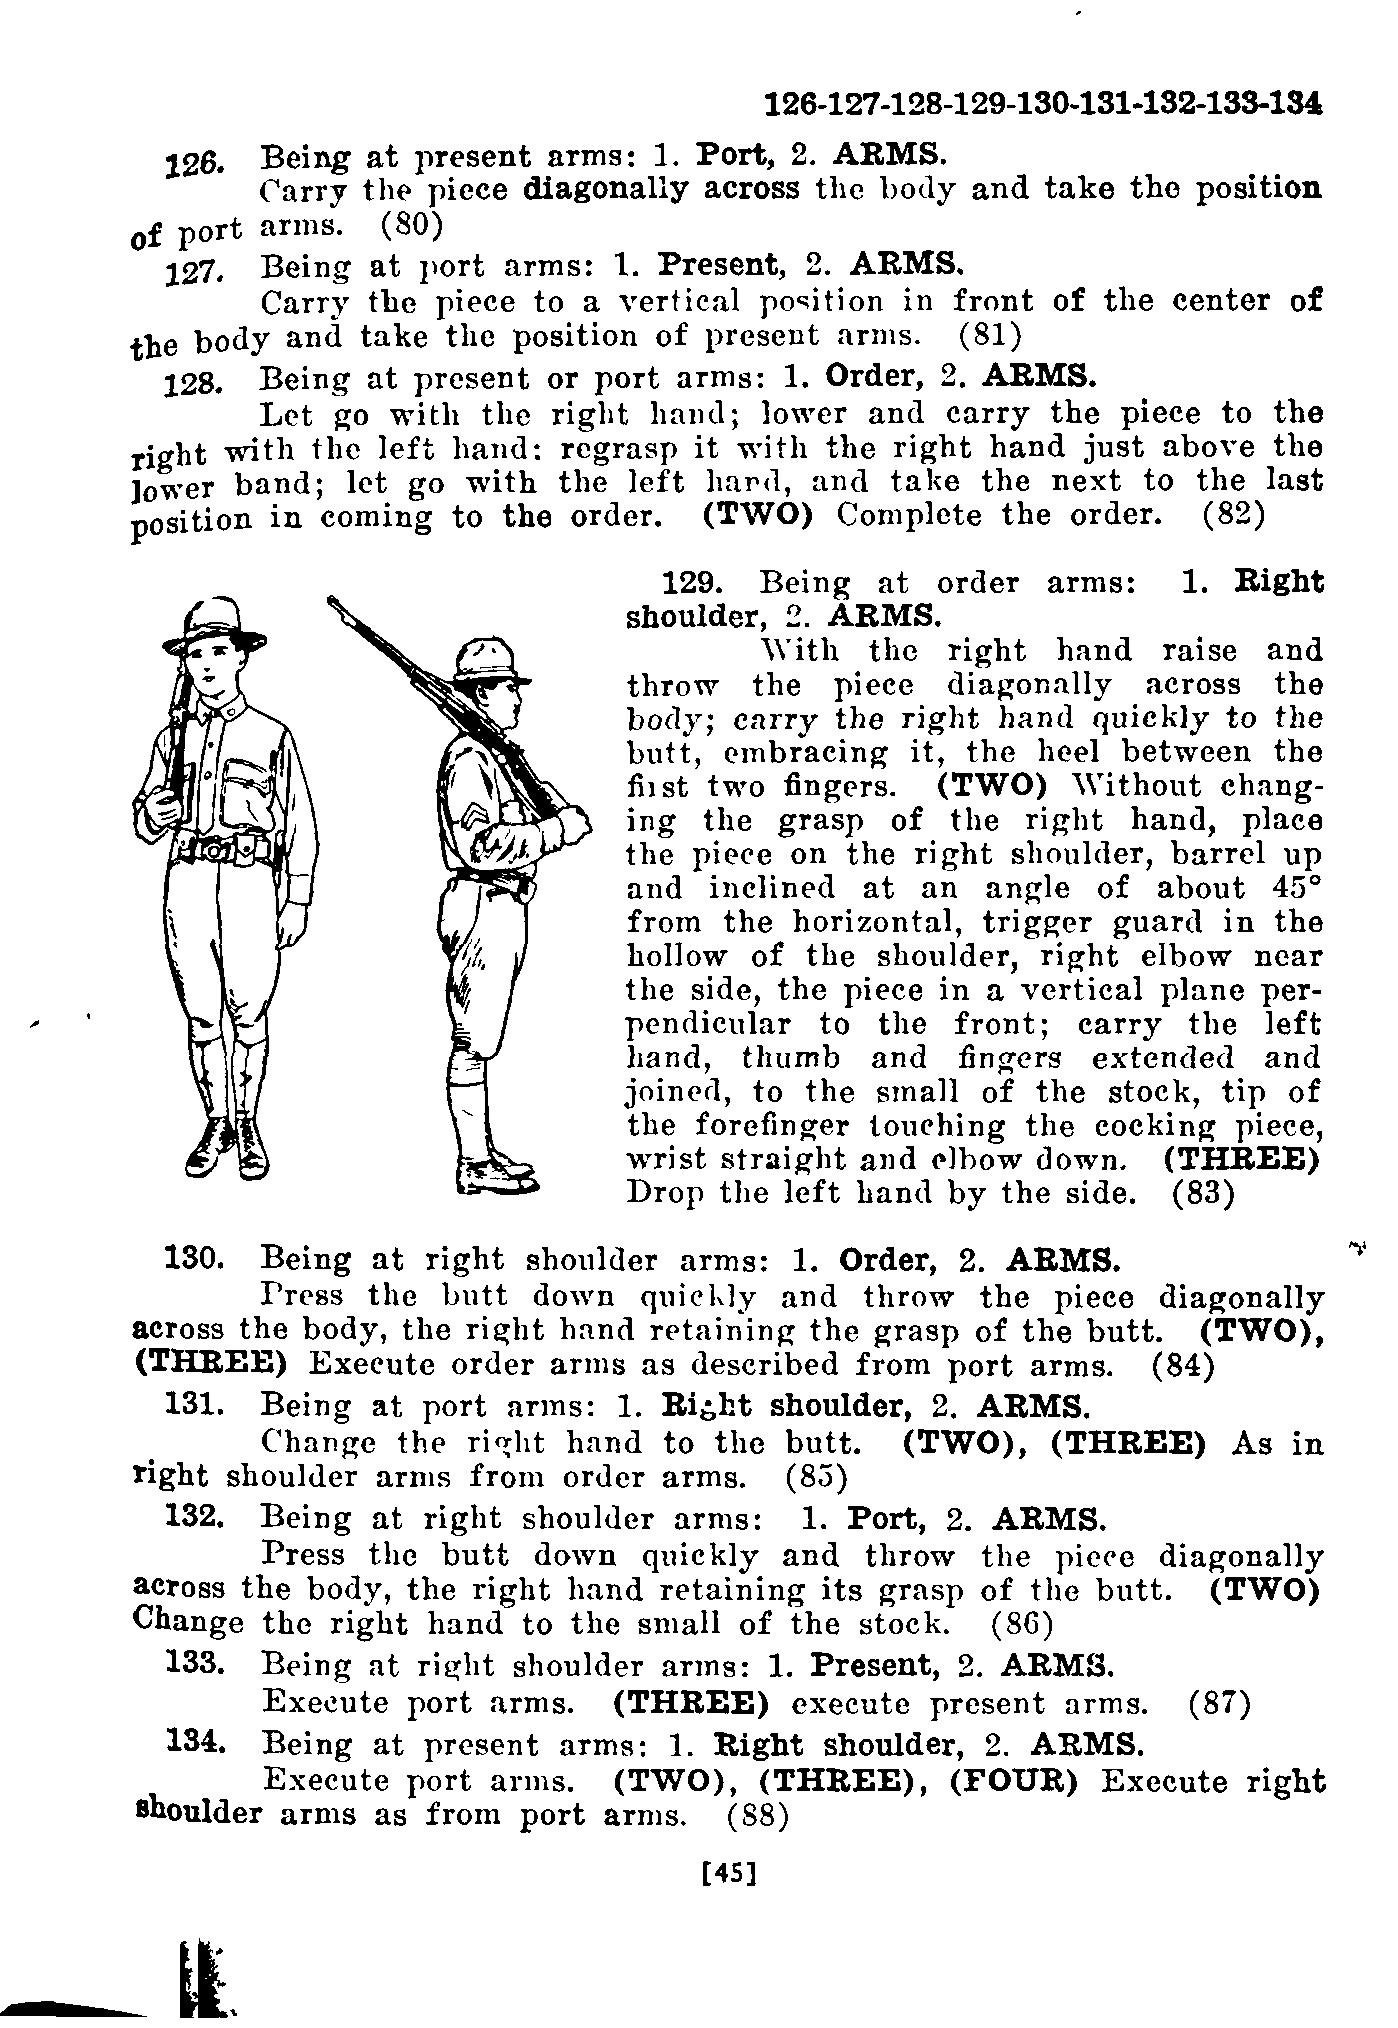 126-127-128-129-130-131-132-133-134
126. Being at present arms: 1. Port, 2. ARMS.
Carry the piece diagonally across the body and take the position
of port arms. (80)
127. Being at port arms: 1. Present, 2. ARMS.
Carry the piece to a vertical position in front of the center of
the body and take the position of present arms. (81)
128. Being at present or port arms: 1. Order, 2. ARMS.
Let go with the right hand; lower and carry the piece to the
right with the left hand: regrasp it with the right hand just above the
lower band; let go with the left hand, and take the next to the last
position in coming to the order. (TWO) Complete the order. (82)
129. Being at order arms: 1. Right
shoulder, 2. ARMS.
With the right hand raise and
throw the piece diagonally across the
body; carry the right hand quickly to the
butt, embracing it, the heel between the
first two fingers. (TWO) Without chang-
ing the grasp of the right hand, place
the piece on the right shoulder, barrel up
and inclined at an angle of about 45°
from the horizontal, trigger guard in the
hollow of the shoulder, right elbow near
the side, the piece in a vertical plane per-
pendicular to the front; carry the left
hand, thumb and fingers extended and
joined, to the small of the stock, tip of
the forefinger touching the cocking piece,
wrist straight and elbow down. (THREE)
Drop the left hand by the side. (83)
130. Being at right shoulder arms: 1. Order, 2. ARMS.
Press the butt down quickly and throw the piece diagonally
across the body, the right hand retaining the grasp of the butt. (TWO),
(THREE) Execute order arms as described from port arms. (84)
131. Being at port arms: 1. Right shoulder, 2. ARMS.
Change the right hand to the butt. (TWO), (THREE) As in
right shoulder arms from order arms. (85)
132. Being at right shoulder arms: 1. Port, 2. ARMS.
Press the butt down quickly and throw the piece diagonally
across the body, the right hand retaining its grasp of the butt. (TWO)
Change the right hand to the small of the stock. (86)
133. Being at right shoulder arms: 1. Present, 2. ARMS.
Execute port arms. (THREE) execute present arms. (87)
134. Being at present arms: 1. Right shoulder, 2. ARMS.
Execute port arms. (TWO), (THREE), (FOUR) Execute right
shoulder arms as from port arms. (88)
[45]